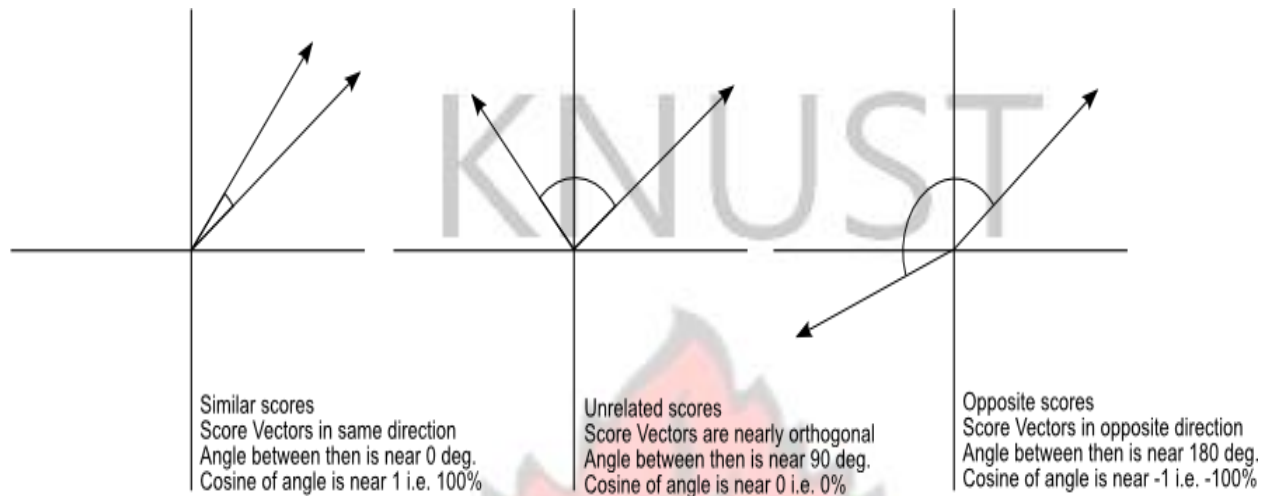 KNUST
Similar scores
Score Vectors in same direction
Angle between then is near 0 deg.
Cosine of angle is near 1 i.e. 100%
Unrelated scores
Score Vectors are nearly orthogonal
Angle between then is near 90 deg.
Cosine of angle is near 0 i.e. 0%
Opposite scores
Score Vectors in opposite direction
Angle between then is near 180 deg.
Cosine of angle is near -1 i.e. -100%